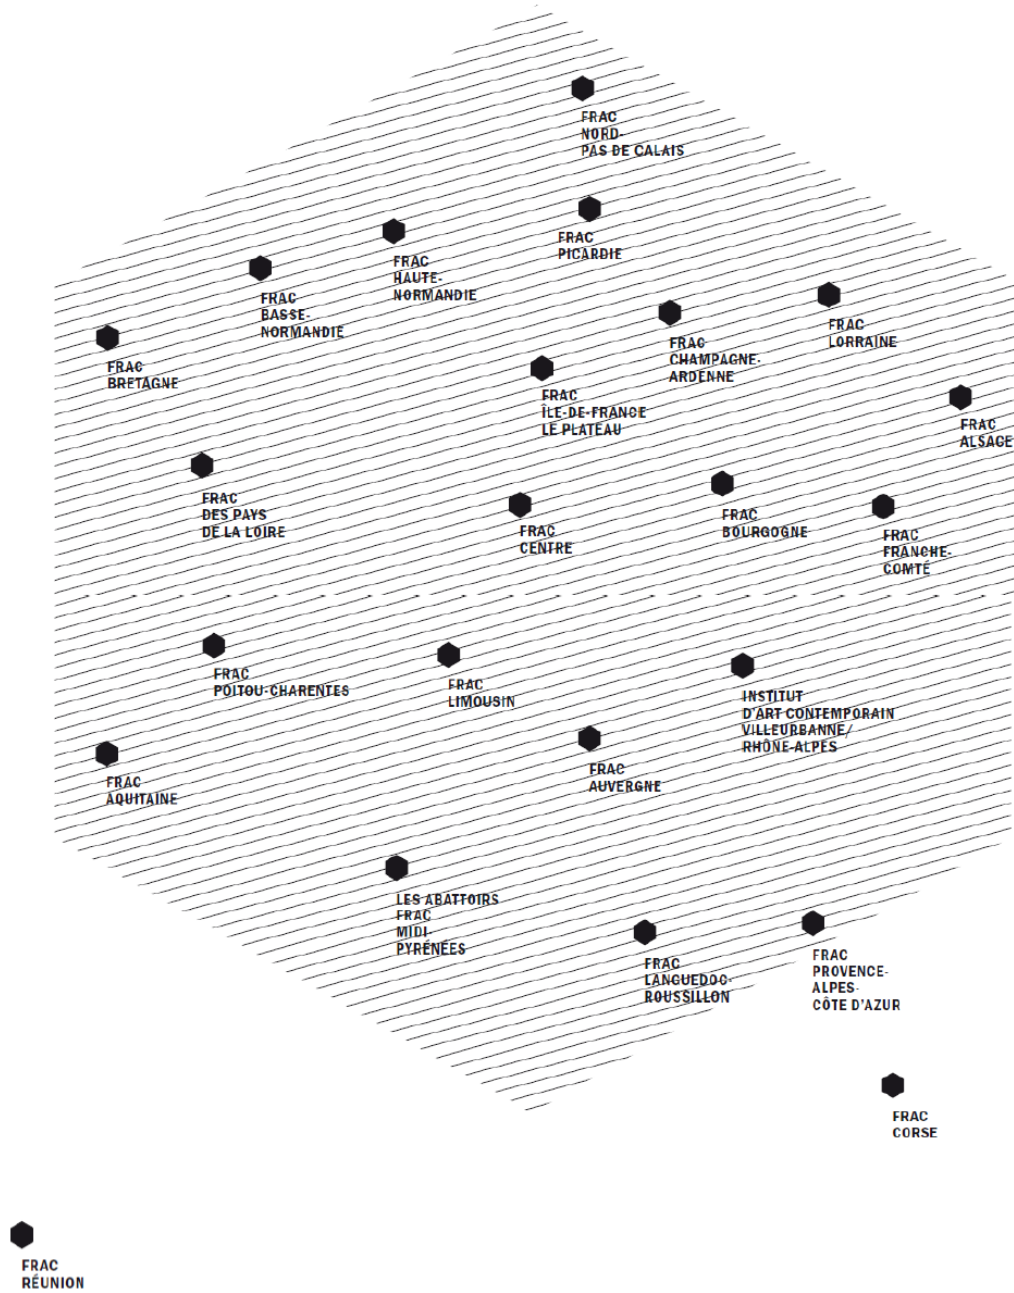 FRAC
NORD-
PAS DE CALAIS
FRAC
PICARDIE
FRAC
HAUTE-
NORMANDIE
FRAC
BASSE-
NORMANDIE
FRAC
LORRAINE
FRAC
CHAMPAGNE-
ARDENNE
FRAC
BRETAGNE
FRAC
ÎLE-DE-FRANCE
LE PLATEAU
FRAC
ALSACE
FRAC
DES PAYS
DE LA LOIRE
FRAC
CENTRE
FRAC
BOURGOGNE
FRAC
FRANCHE-
COMTÉ
FRAC
POITOU-CHARENTES
FRAC
LIMOUSIN
INSTITUT
D'ART CONTEMPORAIN
VILLEURBANNE/
RHÔNE-ALPES
FRAC
AQUITAINE
FRAC
AUVERGNE
LES ABATTOIRS
FRAC
MIDI-
PYRÉNÉES
FRAC
LANGUEDOC-
ROUSSILLON
FRAC
PROVENCE-
ALPES-
CÔTE D'AZUR
FRAC
CORSE
FRAC
RÉUNION